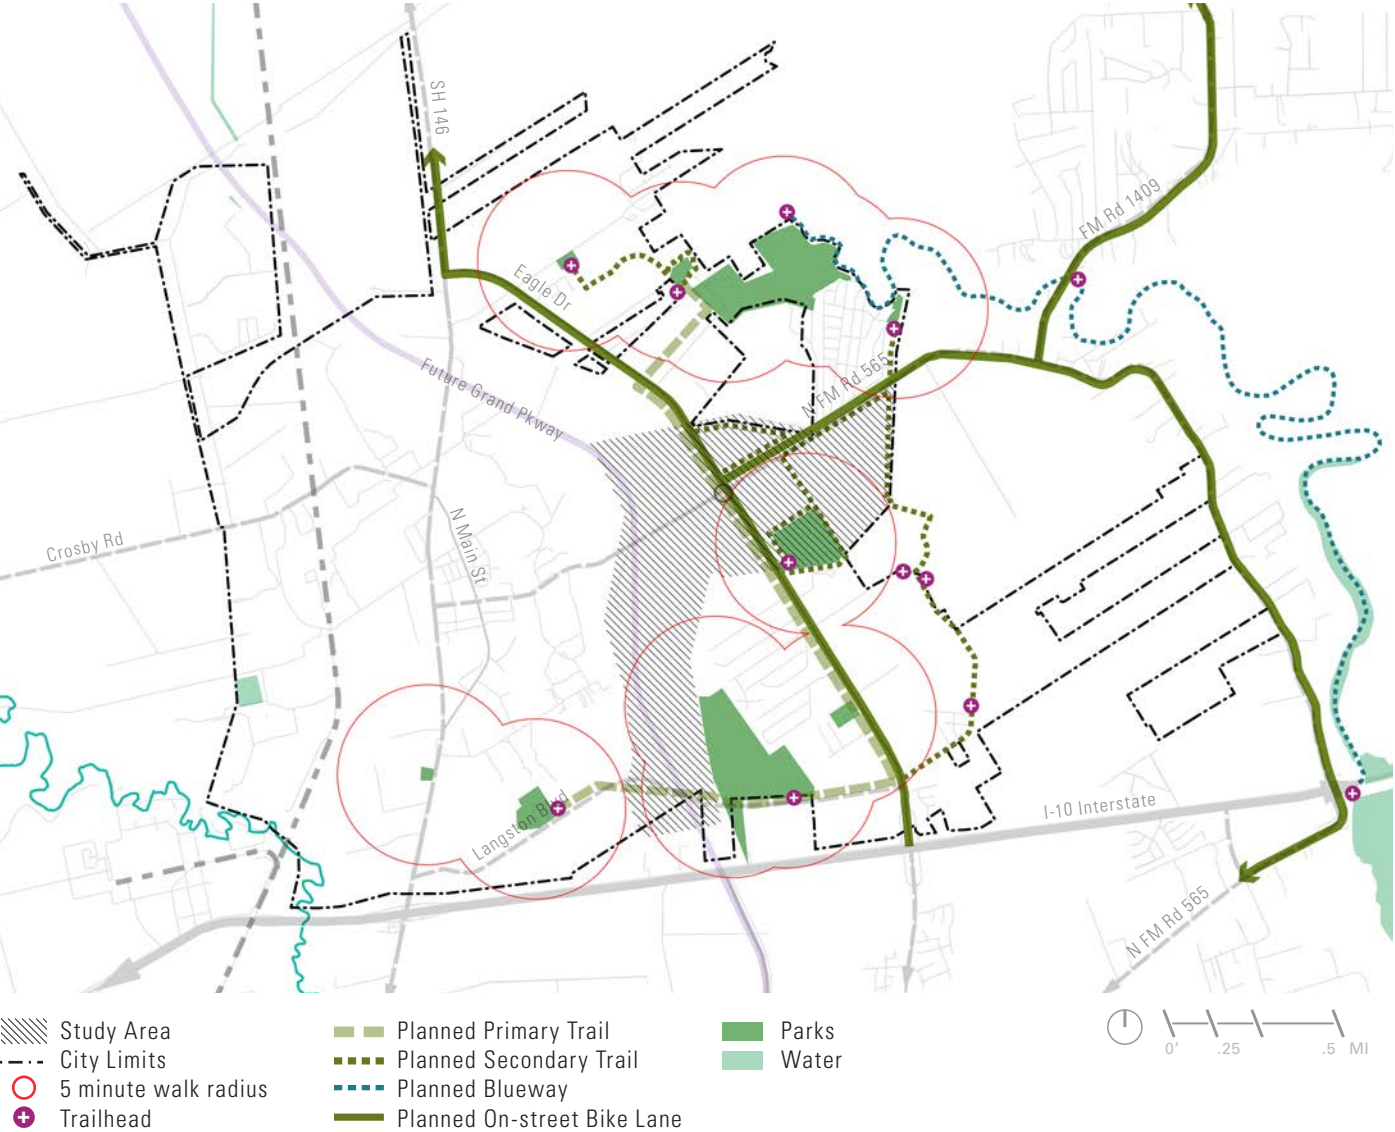 SH 146
FM Rd 1409
Eagle Dr
Future Grand Pkway
N FM Rd 565
Crosby Rd
N Main St
Langston Blvd
I-10 Interstate
N FM Rd 565
Study Area
City Limits
5 minute walk radius
Trailhead
Planned Primary Trail
Planned Secondary Trail
Planned Blueway
Planned On-street Bike Lane
Parks
Water
0' .25 .5 MI